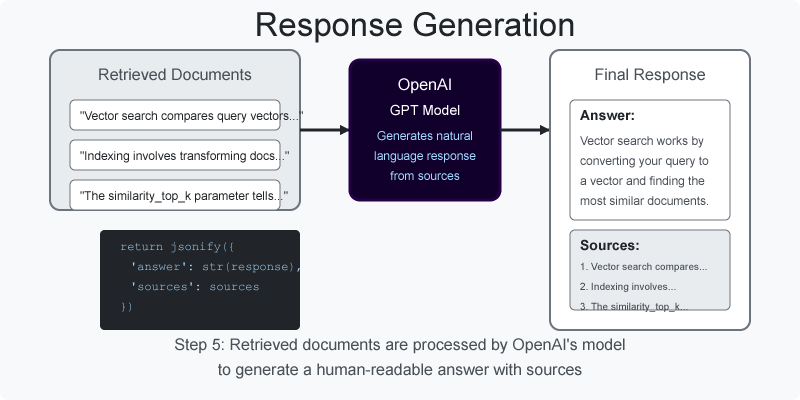 Response Generation
Retrieved Documents
"Vector search compares query vectors..."
"Indexing involves transforming docs..."
"The similarity_top_k parameter tells..."
OpenAI
GPT Model
Generates natural
language response
from sources
Final Response
Answer:
Vector search works by
converting your query to
a vector and finding the
most similar documents.
Sources:
1. Vector search compares...
2. Indexing involves...
3. The similarity_top_k...
return jsonify({
'answer': str(response),
'sources': sources
})
Step 5: Retrieved documents are processed by OpenAI's model
to generate a human-readable answer with sources